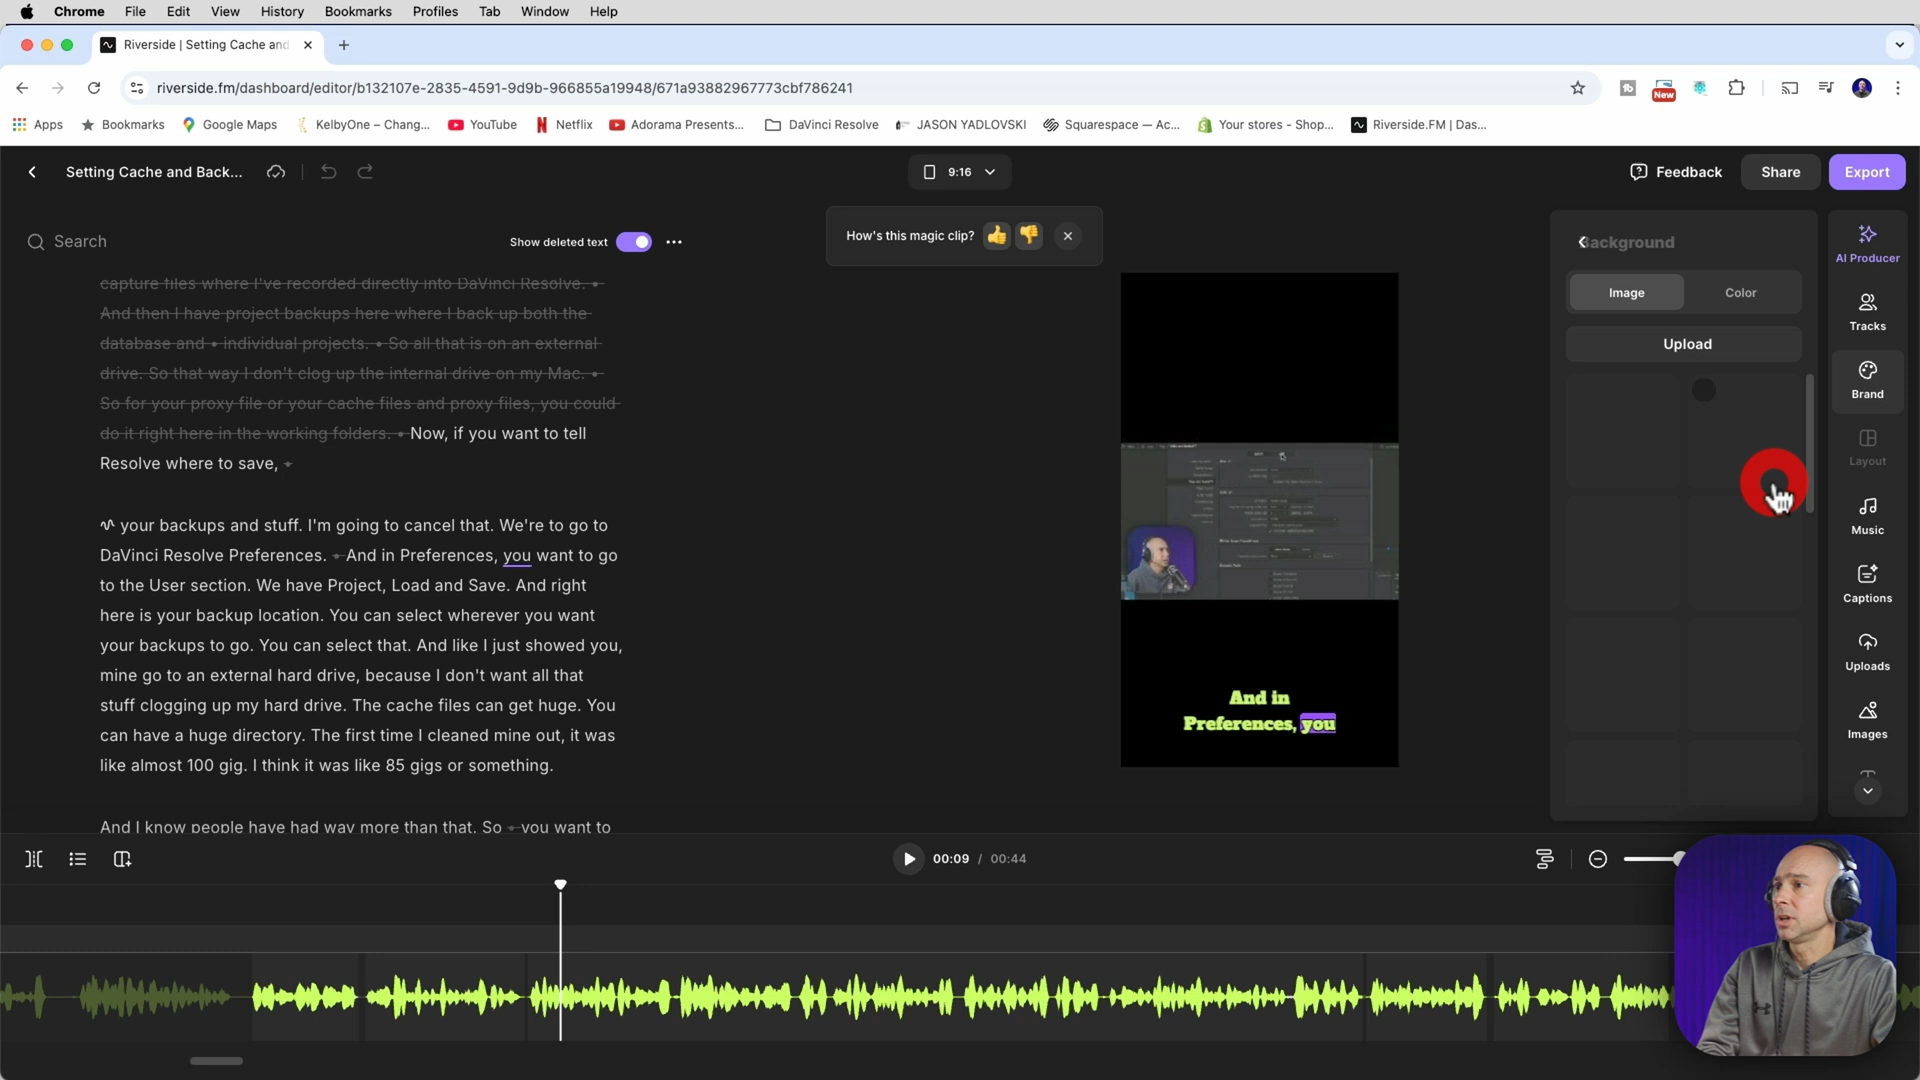 Chrome File Edit View History Bookmarks Profiles Tab Window Help
Riverside | Setting Cache and
riverside.fm/dashboard/editor/b132107e-2835-4591-9d9b-966855a19948/671a93882967773cbf786241
New
Apps Bookmarks Google Maps KelbyOne – Chang... YouTube Netflix Adorama Presents... DaVinci Resolve JASON YADLOVSKI Squarespace — Ac... Your stores - Shop... Riverside.FM | Das...
Setting Cache and Back...
9:16
Feedback Share Export
Search
Show deleted text
How's this magic clip?
capture files where I've recorded directly into DaVinci Resolve. •
And then I have project backups here where I back up both the
database and • individual projects. • So all that is on an external
drive. So that way I don't clog up the internal drive on my Mac. •
So for your proxy file or your cache files and proxy files, you could
do it right here in the working folders. • Now, if you want to tell
Resolve where to save,
your backups and stuff. I'm going to cancel that. We're to go to
DaVinci Resolve Preferences. And in Preferences, you want to go
to the User section. We have Project, Load and Save. And right
here is your backup location. You can select wherever you want
your backups to go. You can select that. And like I just showed you,
mine go to an external hard drive, because I don't want all that
stuff clogging up my hard drive. The cache files can get huge. You
can have a huge directory. The first time I cleaned mine out, it was
like almost 100 gig. I think it was like 85 gigs or something.
And I know people have had way more than that. So you want to
And in
Preferences, you
Background
Image Color
Upload
AI Producer
Tracks
Brand
Layout
Music
Captions
Uploads
Images
00:09 / 00:44